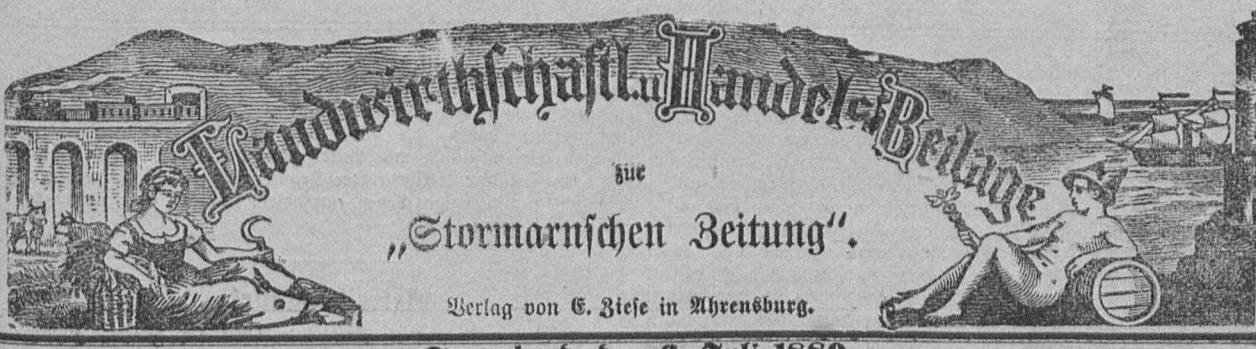 Landwirthschaftl. u Handels-Beilage
zur
„Stormarnschen Zeitung“.
Verlag von E. Ziese in Ahrensburg.